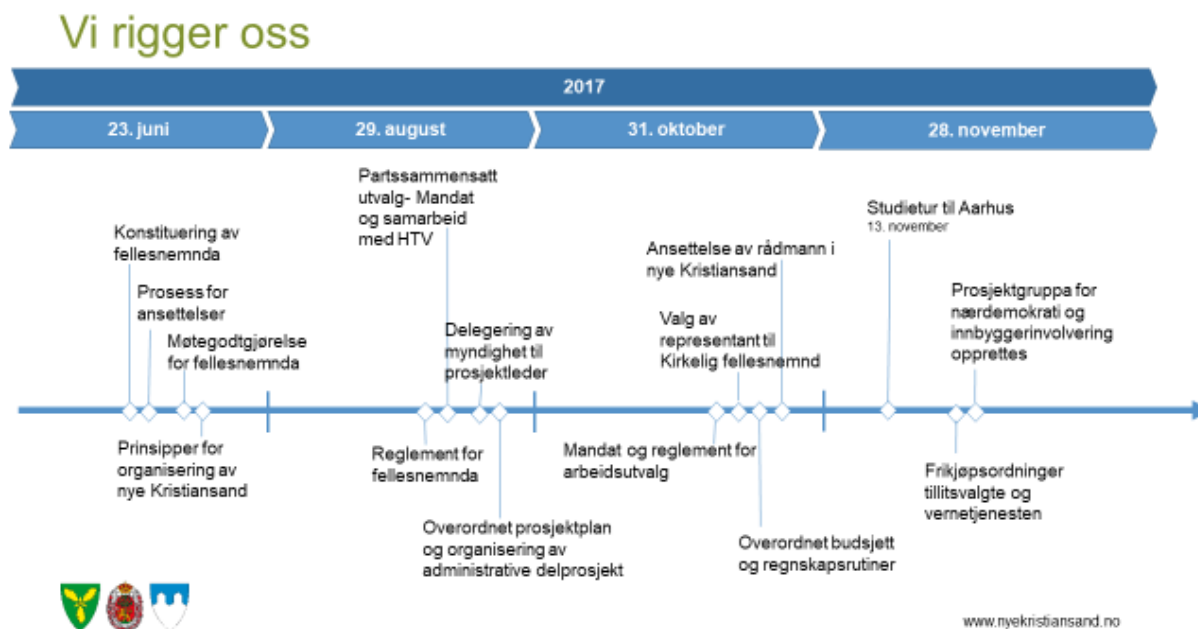 Vi rigger oss
2017
23. juni
29. august
31. oktober
28. november
Konstituering av
fellesnemnda
Prosess for
ansettelser
Møtegodtgjørelse
for fellesnemnda
Prinsipper for
organisering av
nye Kristiansand
Partssammensatt
utvalg- Mandat
og samarbeid
med HTV
Delegering av
myndighet til
prosjektleder
Reglement for
fellesnemnda
Overordnet prosjektplan
og organisering av
administrative delprosjekt
Ansettelse av rådmann i
nye Kristiansand
Valg av
representant til
Kirkelig fellesnemnd
Mandat og reglement for
arbeidsutvalg
Overordnet budsjett
og regnskapsrutiner
Studietur til Aarhus
13. november
Prosjektgruppa for
nærdemokrati og
innbyggerinvolvering
opprettes
Frikjøpsordninger
tillitsvalgte og
vernetjenesten
www.nyekristiansand.no